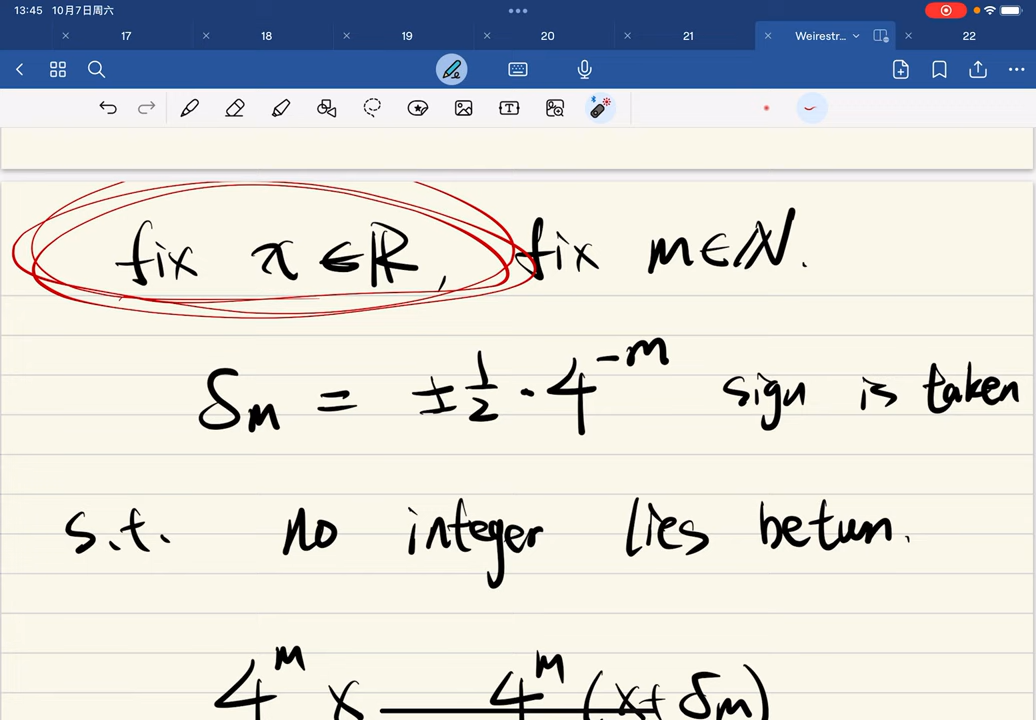 13:45 10月7日周六
17 18 19 20 21 Weirestr... 22
fix x ∈ ℝ, fix m ∈ ℕ.
δₘ = ± 1/2 · 4^{-m} sign is taken
s.t. no integer lies betwn.
4^m x 4^m (x + δₘ)